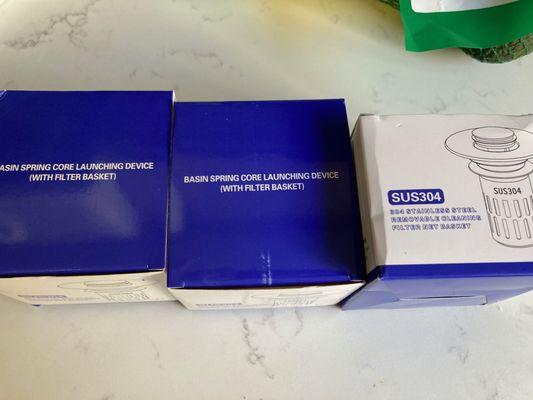 BASIN SPRING CORE LAUNCHING DEVICE
(WITH FILTER BASKET)
BASIN SPRING CORE LAUNCHING DEVICE
(WITH FILTER BASKET)
SUS304
304 STAINLESS STEEL
REMOVABLE CLEANING
FILTER NET BASKET
SUS304